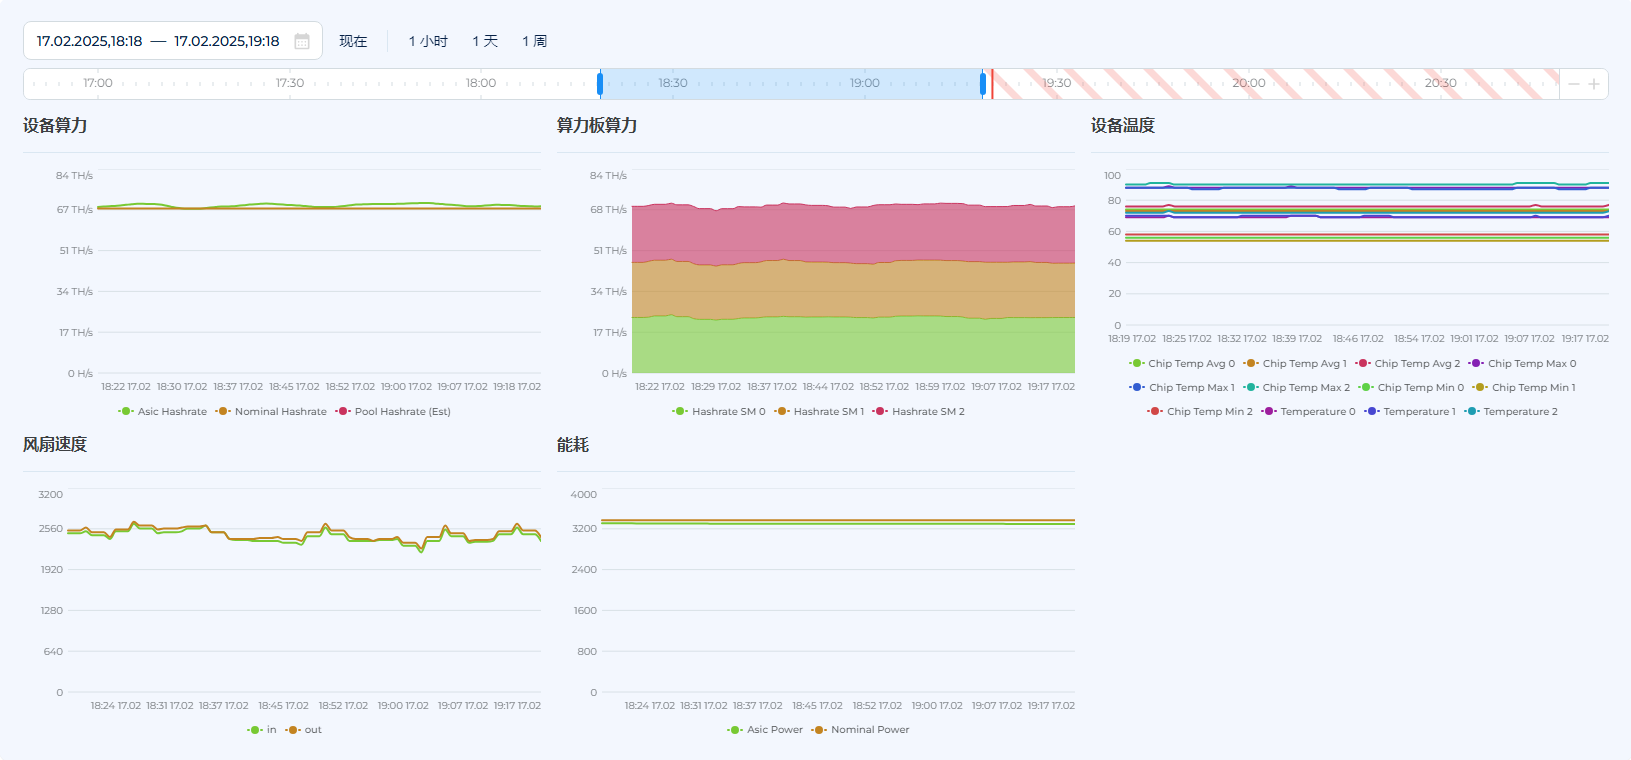 17.02.2025,18:18 — 17.02.2025,19:18 现在 1 小时 1 天 1 周
17:00 17:30 18:00 18:30 19:00 19:30 20:00 20:30
设备算力
84 TH/s
67 TH/s
51 TH/s
34 TH/s
17 TH/s
0 H/s
18:22 17.02 18:30 17.02 18:37 17.02 18:45 17.02 18:52 17.02 19:00 17.02 19:07 17.02 19:18 17.02
Asic Hashrate Nominal Hashrate Pool Hashrate (Est)
算力板算力
84 TH/s
68 TH/s
51 TH/s
34 TH/s
17 TH/s
0 H/s
18:22 17.02 18:29 17.02 18:37 17.02 18:44 17.02 18:52 17.02 18:59 17.02 19:07 17.02 19:17 17.02
Hashrate SM 0 Hashrate SM 1 Hashrate SM 2
设备温度
100
80
60
40
20
0
18:19 17.02 18:25 17.02 18:32 17.02 18:39 17.02 18:46 17.02 18:54 17.02 19:01 17.02 19:07 17.02 19:17 17.02
Chip Temp Avg 0 Chip Temp Avg 1 Chip Temp Avg 2 Chip Temp Max 0
Chip Temp Max 1 Chip Temp Max 2 Chip Temp Min 0 Chip Temp Min 1
Chip Temp Min 2 Temperature 0 Temperature 1 Temperature 2
风扇速度
3200
2560
1920
1280
640
0
18:24 17.02 18:31 17.02 18:37 17.02 18:45 17.02 18:52 17.02 19:00 17.02 19:07 17.02 19:17 17.02
in out
能耗
4000
3200
2400
1600
800
0
18:24 17.02 18:31 17.02 18:37 17.02 18:45 17.02 18:52 17.02 19:00 17.02 19:07 17.02 19:17 17.02
Asic Power Nominal Power